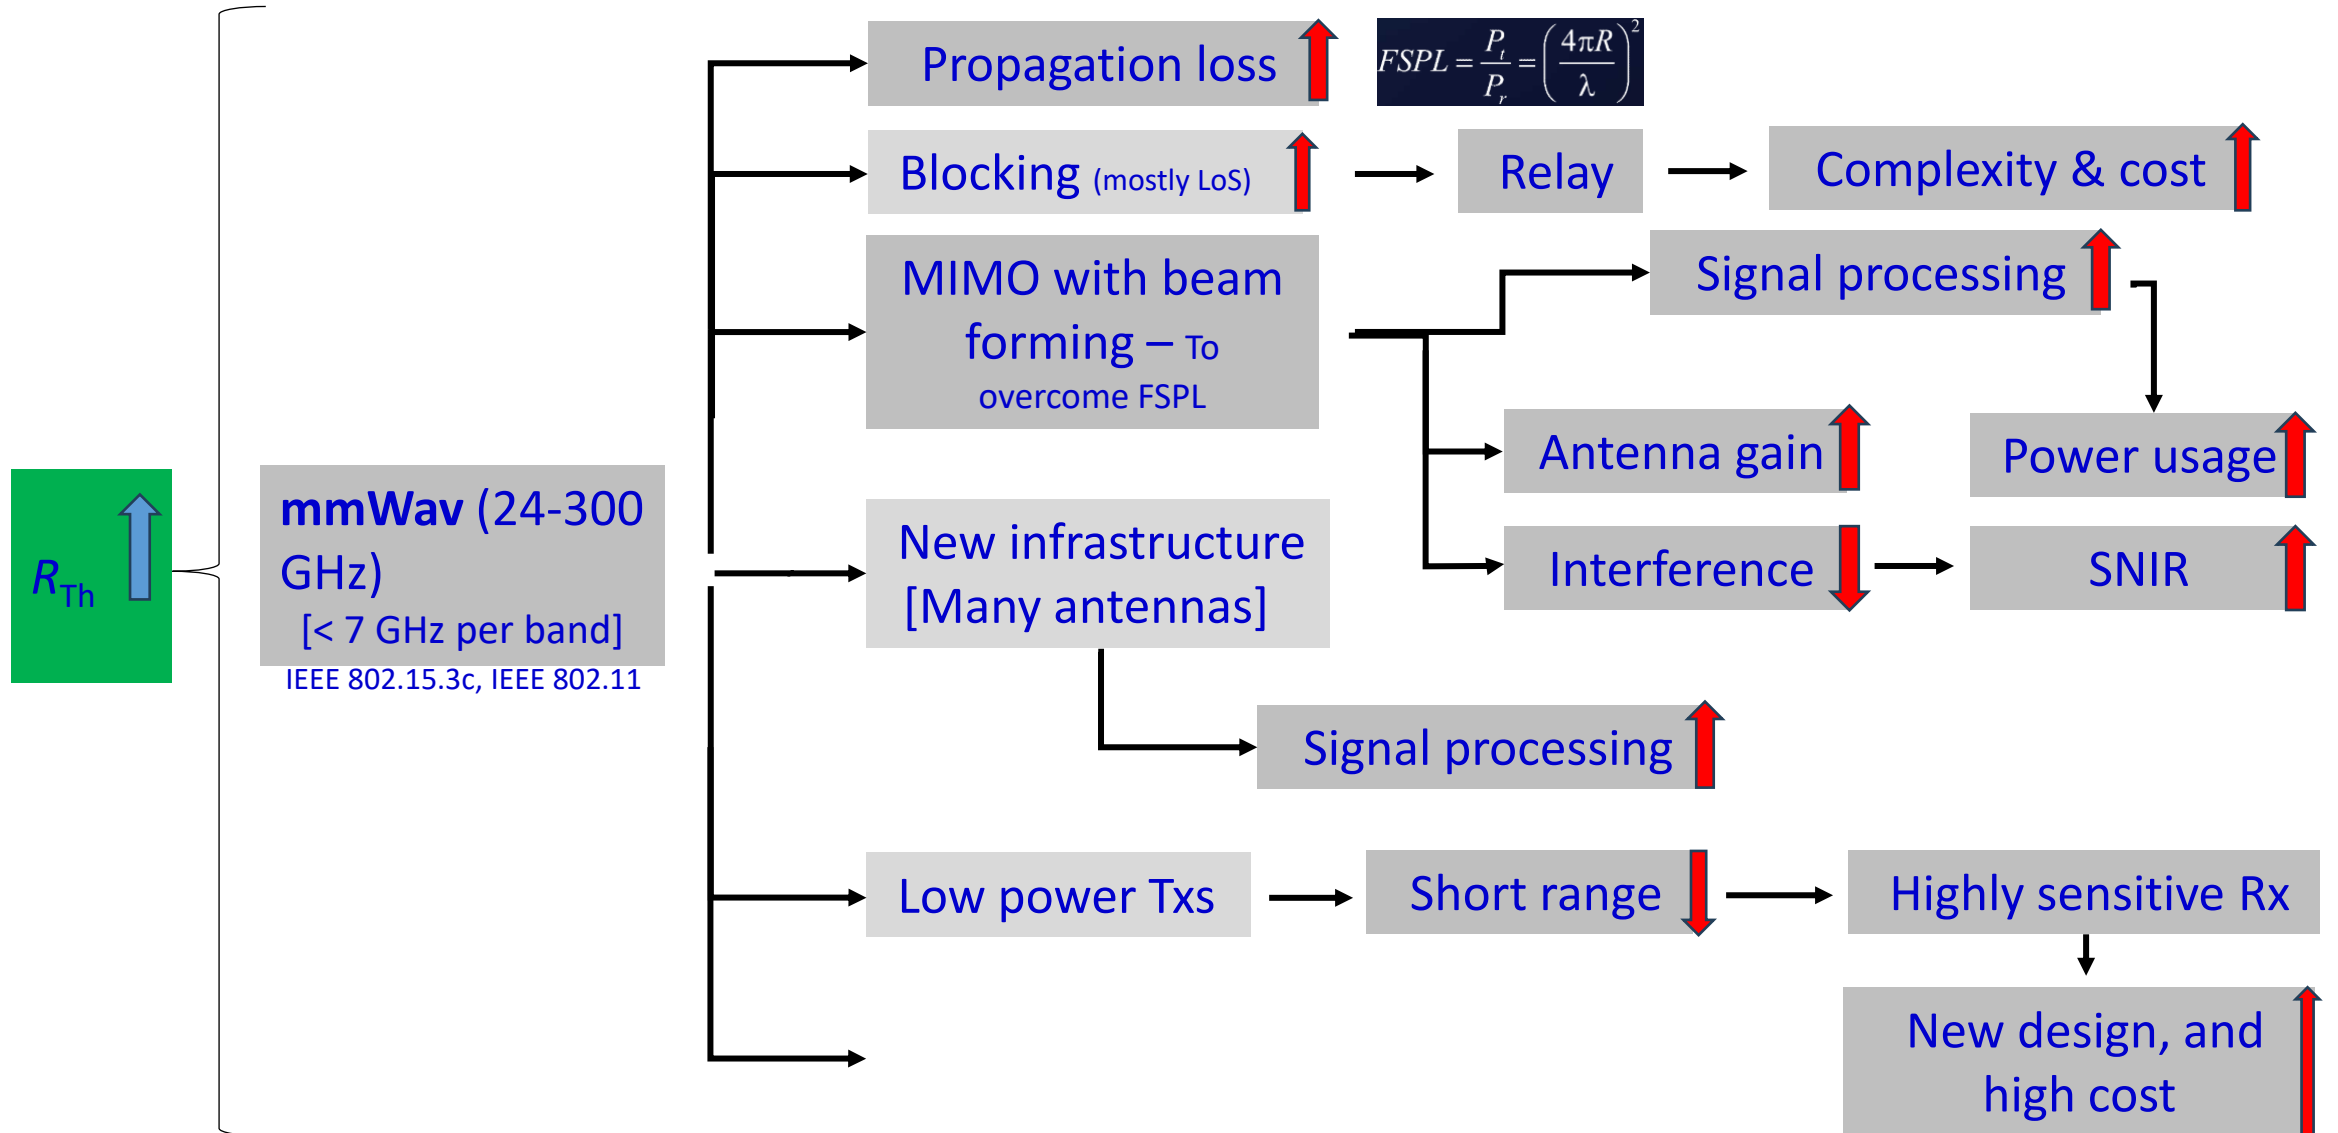 Propagation loss
FSPL = P_t / P_r = (4πR / λ)^2
Blocking (mostly LoS)
Relay
Complexity & cost
MIMO with beam
forming – To
overcome FSPL
Signal processing
Antenna gain
Power usage
Interference
SNIR
R_Th
mmWav (24-300
GHz)
[< 7 GHz per band]
IEEE 802.15.3c, IEEE 802.11
New infrastructure
[Many antennas]
Signal processing
Low power Txs
Short range
Highly sensitive Rx
New design, and
high cost